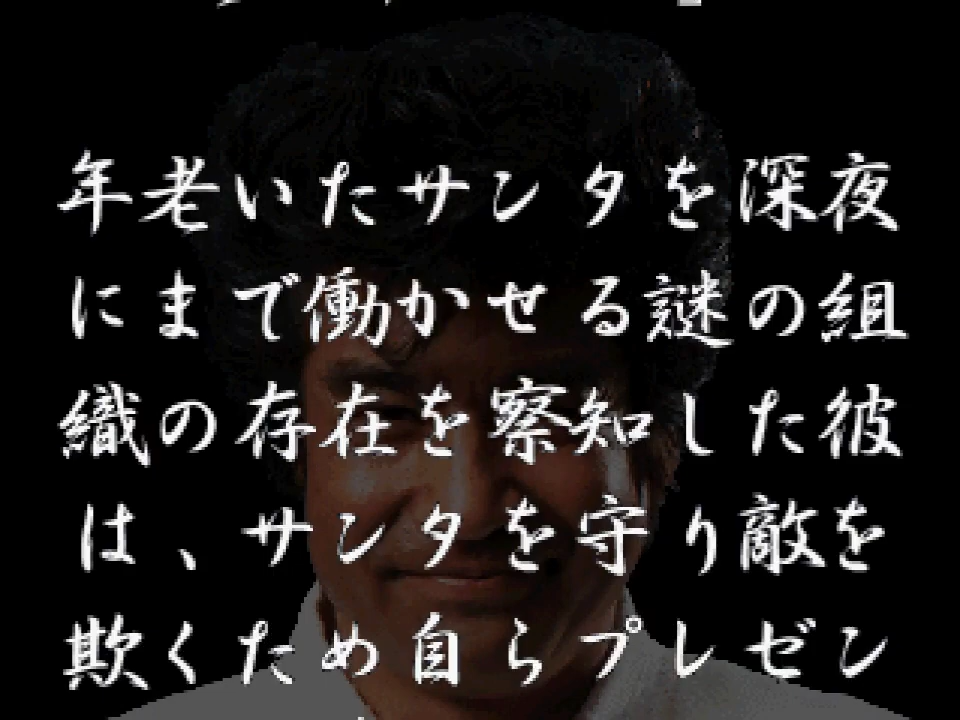 年老いたサンタを深夜
にまで働かせる謎の組
織の存在を察知した彼
は、サンタを守り敵を
欺くため自らプレゼン